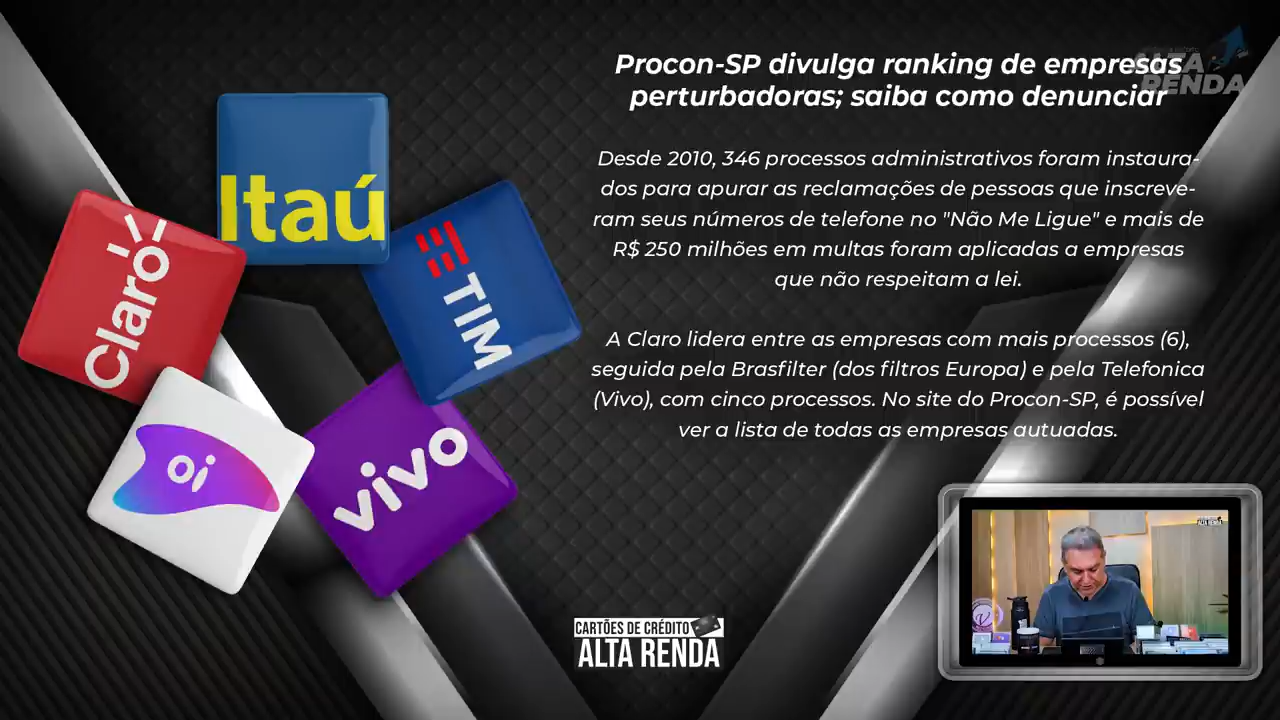 Procon-SP divulga ranking de empresas
perturbadoras; saiba como denunciar
ALTA
RENDA
Desde 2010, 346 processos administrativos foram instaura-
dos para apurar as reclamações de pessoas que inscreve-
ram seus números de telefone no "Não Me Ligue" e mais de
R$ 250 milhões em multas foram aplicadas a empresas
que não respeitam a lei.
A Claro lidera entre as empresas com mais processos (6),
seguida pela Brasfilter (dos filtros Europa) e pela Telefonica
(Vivo), com cinco processos. No site do Procon-SP, é possível
ver a lista de todas as empresas autuadas.
Itaú
Claro
TIM
oi
vivo
CARTÕES DE CRÉDITO
ALTA RENDA
ALTA RENDA